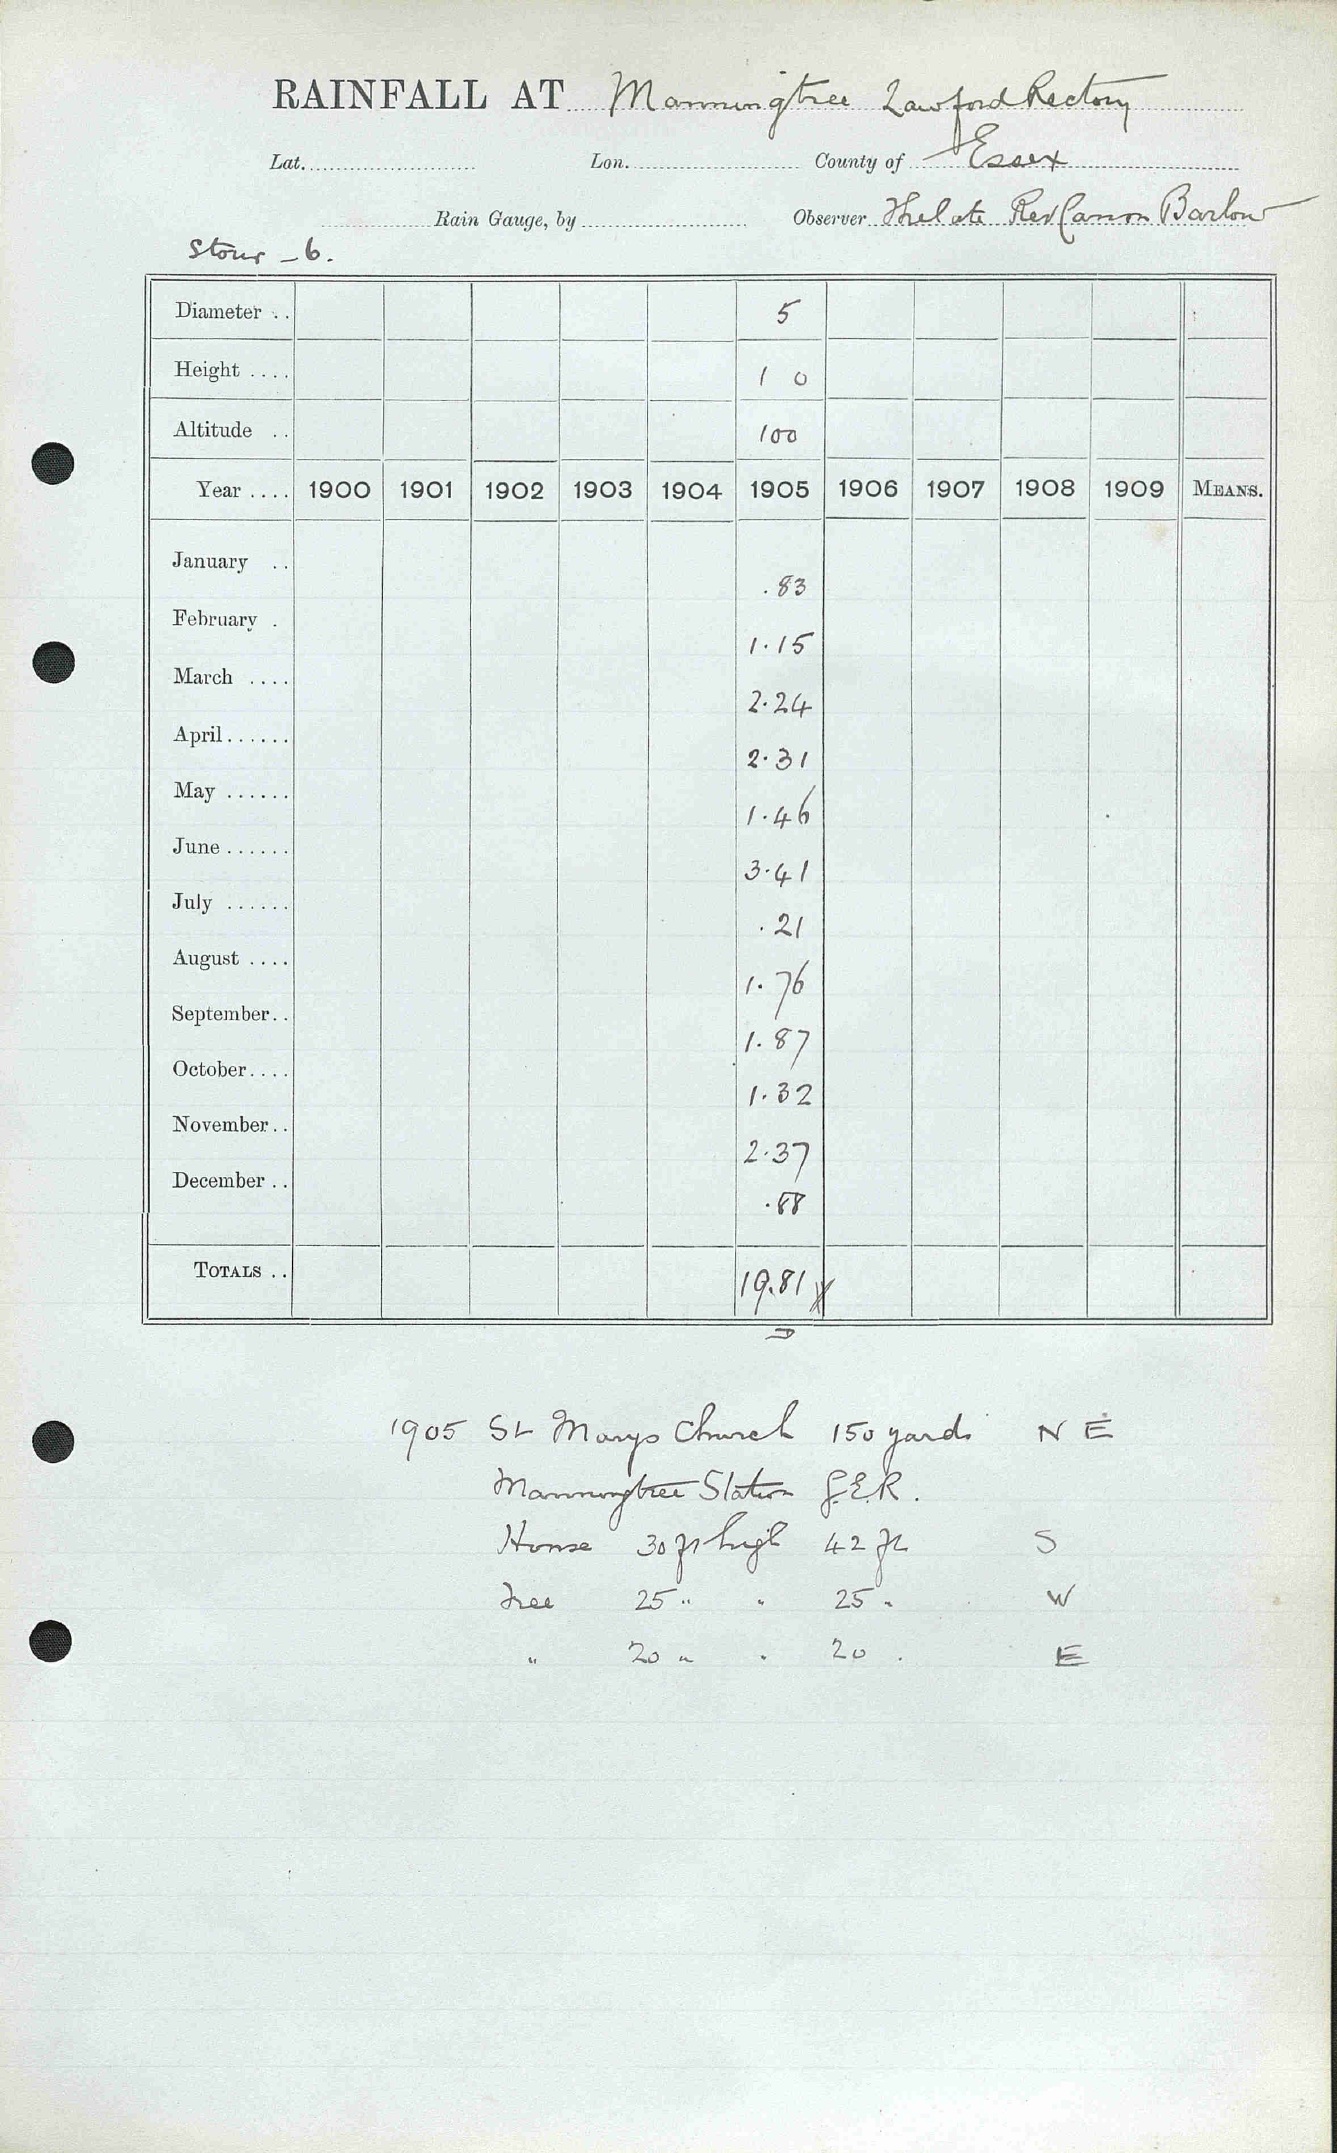 RAINFALL AT Manningtree Lawford Rectory
Lat. Lon. County of Essex
Rain Gauge, by Observer The late Rev Canon Barlow
Stour - 6.
Diameter .. 5
Height .... 1 0
Altitude .. 100
Year .... 1900 1901 1902 1903 1904 1905 1906 1907 1908 1909 MEANS.
January .. .83
February . 1.15
March .... 2.24
April...... 2.31
May ...... 1.46
June ...... 3.41
July ...... .21
August .... 1.76
September.. 1.87
October.... 1.32
November.. 2.37
December .. .88
TOTALS .. 19.81
1905 St Marys Church 150 yards N E
Manningtree Station G.E.R.
House 30 ft high 42 ft S
Tree 25 " " 25 " W
" 20 " " 20 " E